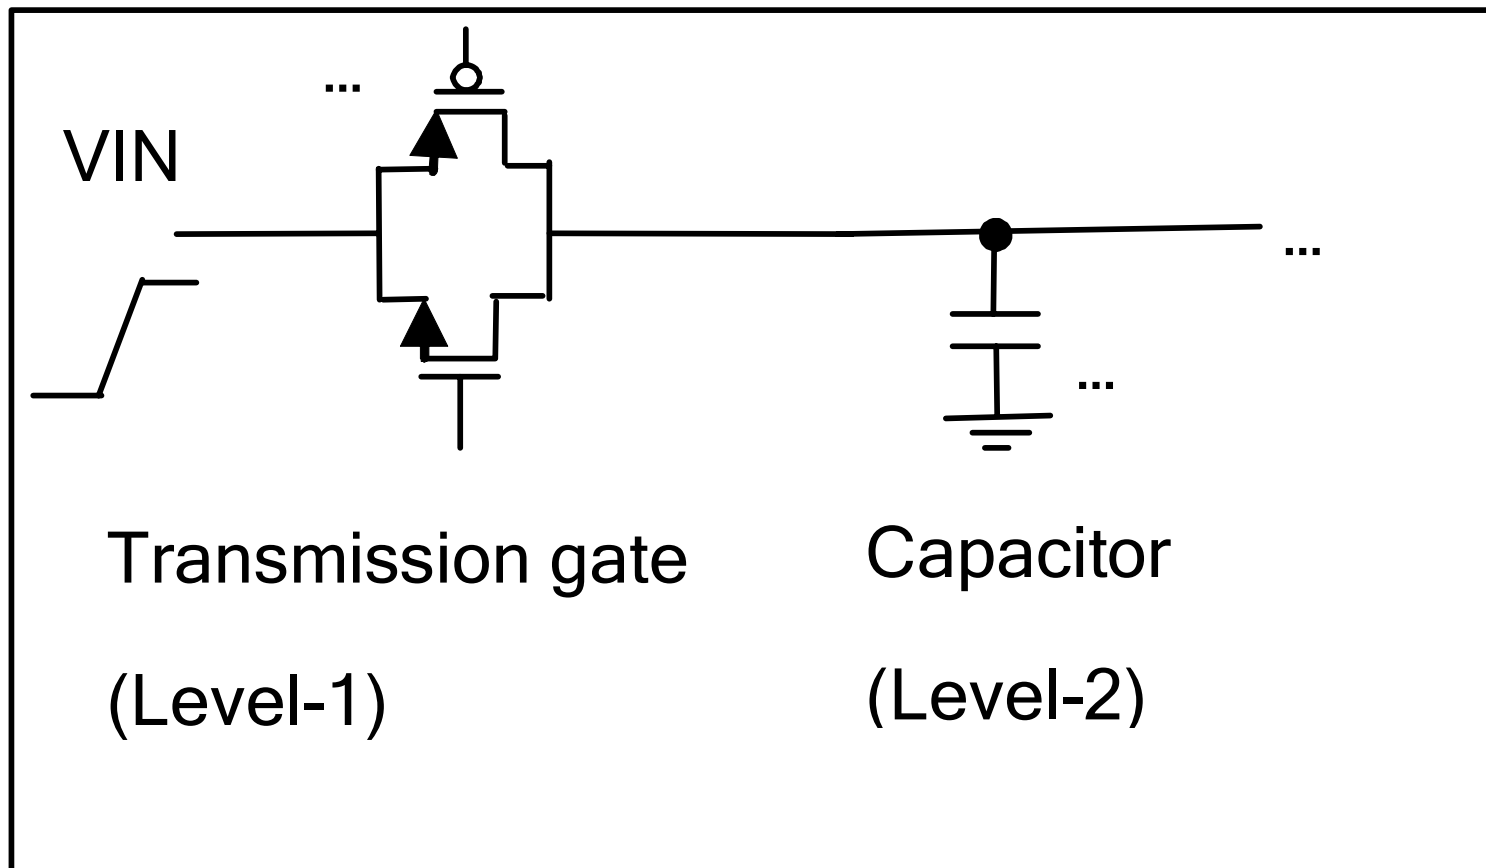 ...
VIN
...
...
Transmission gate
Capacitor
(Level-1)
(Level-2)